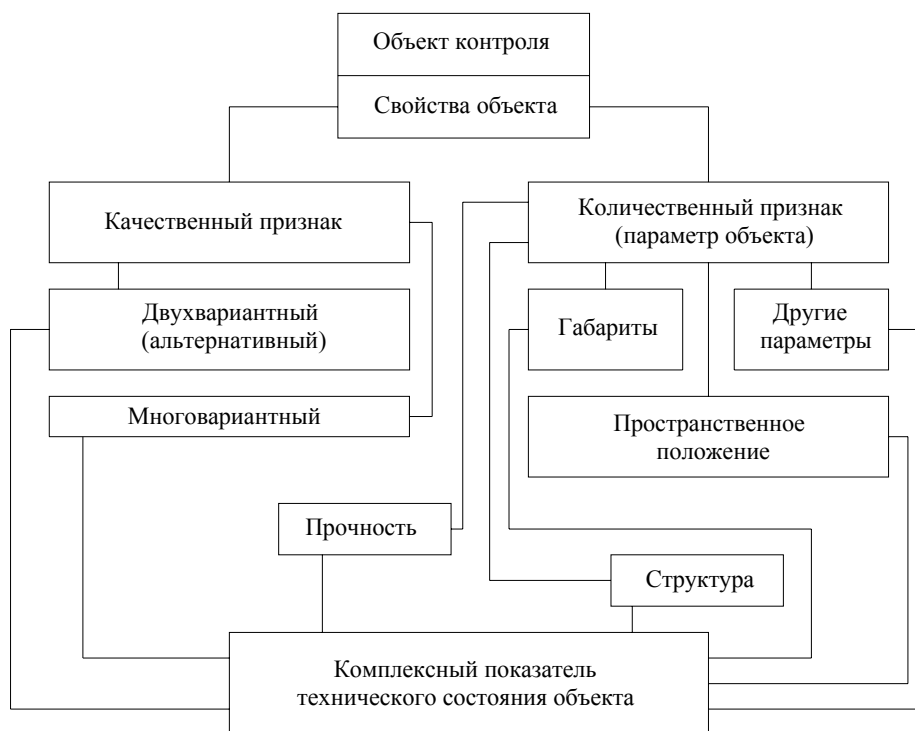 Объект контроля
Свойства объекта
Качественный признак
Количественный признак
(параметр объекта)
Двухвариантный
(альтернативный)
Габариты
Другие
параметры
Многовариантный
Пространственное
положение
Прочность
Структура
Комплексный показатель
технического состояния объекта